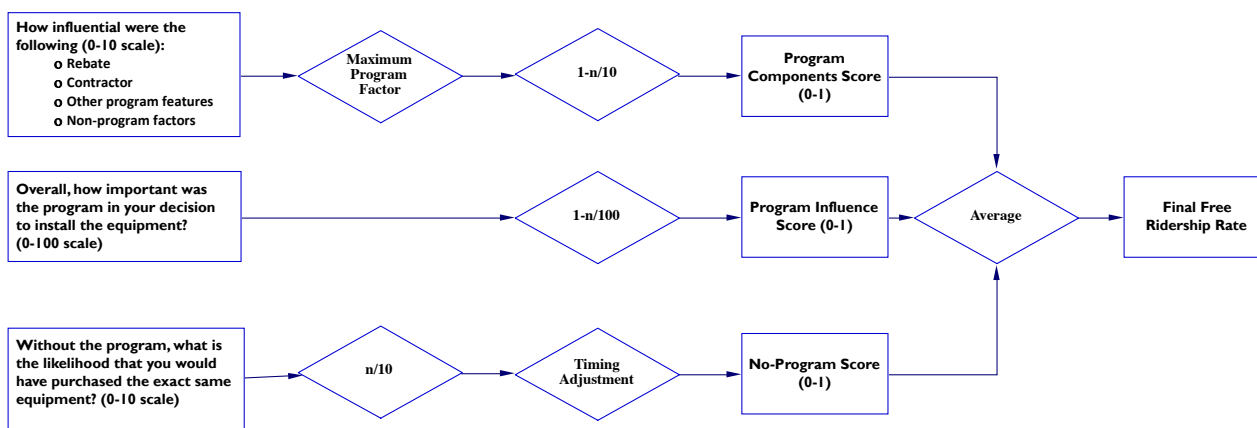 How influential were the
following (0-10 scale):
o Rebate
o Contractor
o Other program features
o Non-program factors
Maximum
Program
Factor
1-n/10
Program
Components Score
(0-1)
Overall, how important was
the program in your decision
to install the equipment?
(0-100 scale)
1-n/100
Program Influence
Score (0-1)
Average
Final Free
Ridership Rate
Without the program, what is
the likelihood that you would
have purchased the exact same
equipment? (0-10 scale)
n/10
Timing
Adjustment
No-Program Score
(0-1)